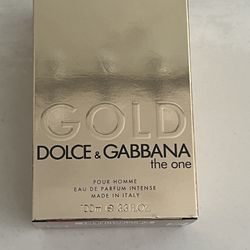 GOLD
DOLCE & GABBANA
the one
POUR HOMME
EAU DE PARFUM INTENSE
MADE IN ITALY
100ml ℮ 3.3 FL.OZ.